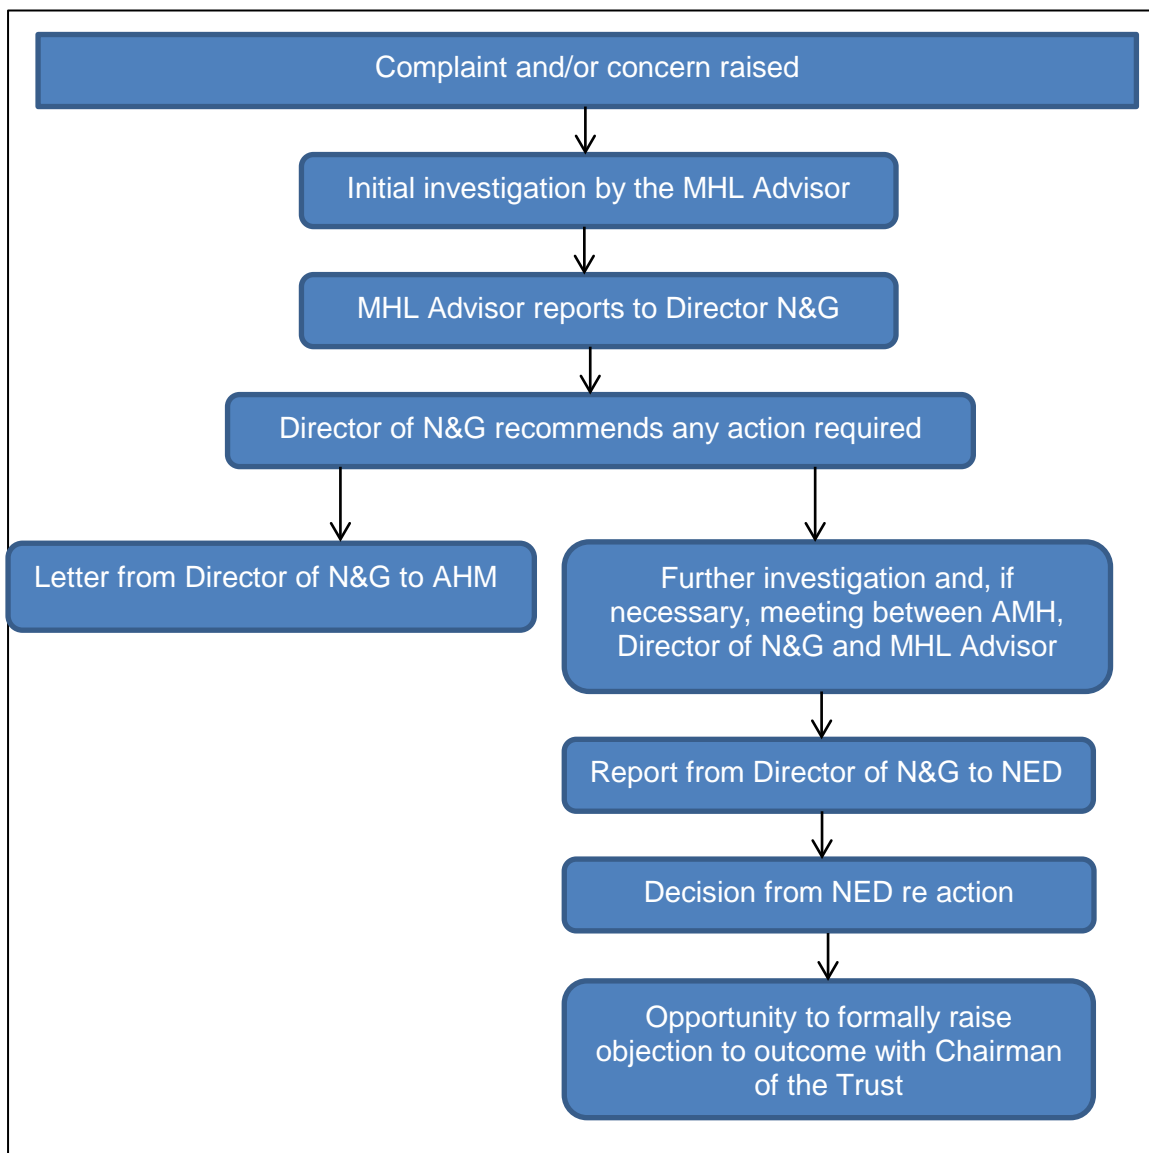 Complaint and/or concern raised
Initial investigation by the MHL Advisor
MHL Advisor reports to Director N&G
Director of N&G recommends any action required
Letter from Director of N&G to AHM
Further investigation and, if
necessary, meeting between AMH,
Director of N&G and MHL Advisor
Report from Director of N&G to NED
Decision from NED re action
Opportunity to formally raise
objection to outcome with Chairman
of the Trust